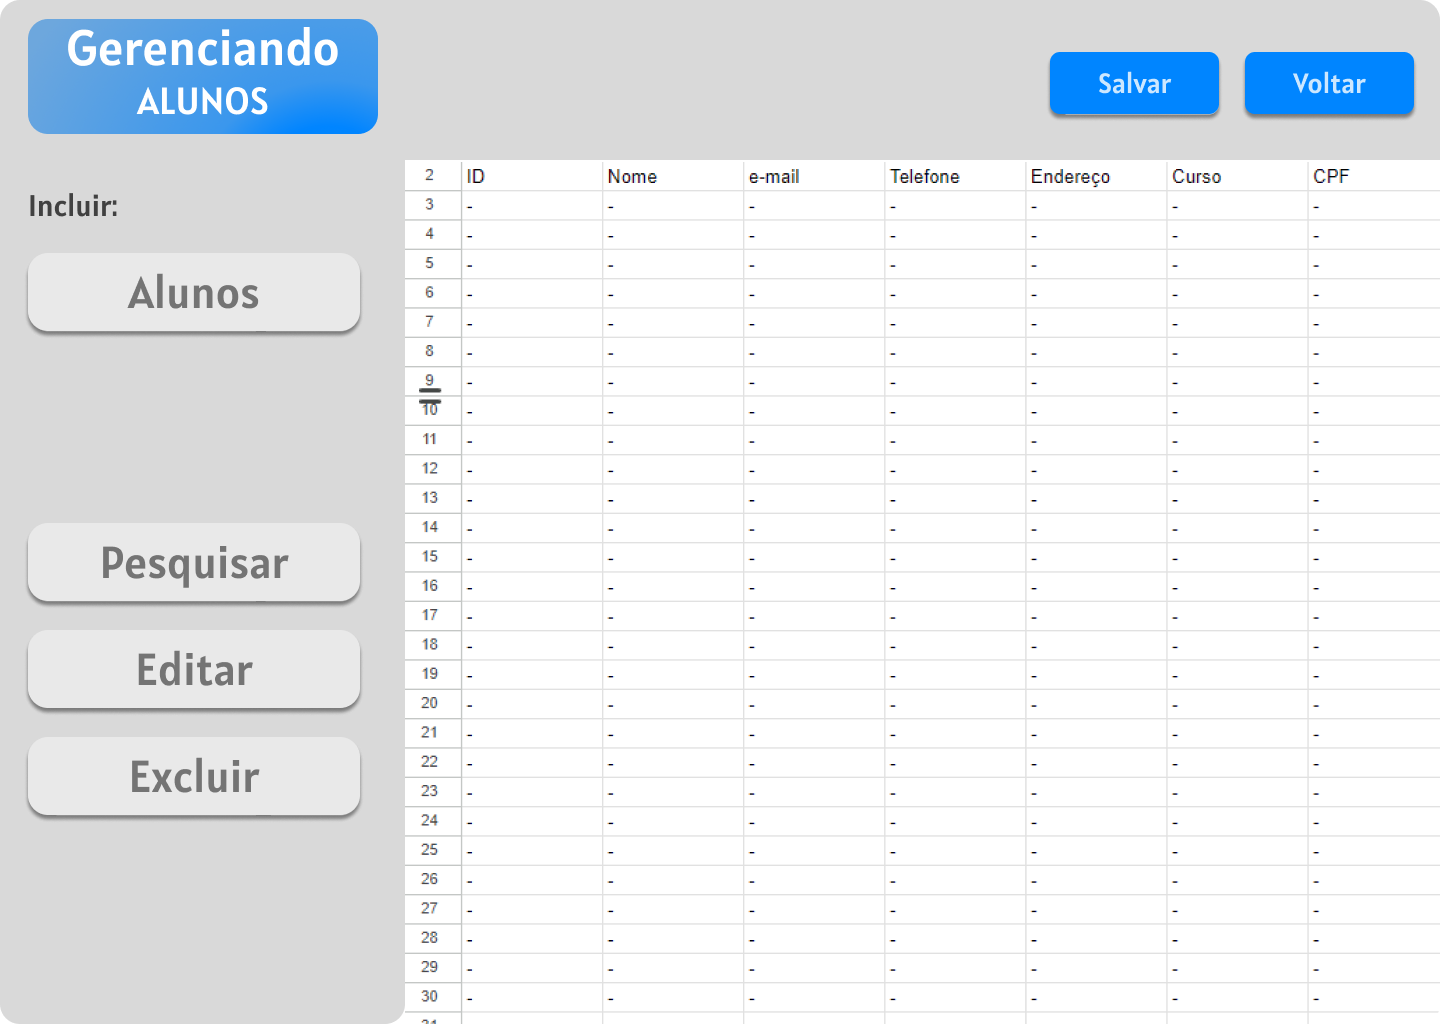 Gerenciando
ALUNOS
Salvar
Voltar
Incluir:
Alunos
Pesquisar
Editar
Excluir
2 ID Nome e-mail Telefone Endereço Curso CPF
3 - - - - - - -
4 - - - - - - -
5 - - - - - - -
6 - - - - - - -
7 - - - - - - -
8 - - - - - - -
9 - - - - - - -
10 - - - - - - -
11 - - - - - - -
12 - - - - - - -
13 - - - - - - -
14 - - - - - - -
15 - - - - - - -
16 - - - - - - -
17 - - - - - - -
18 - - - - - - -
19 - - - - - - -
20 - - - - - - -
21 - - - - - - -
22 - - - - - - -
23 - - - - - - -
24 - - - - - - -
25 - - - - - - -
26 - - - - - - -
27 - - - - - - -
28 - - - - - - -
29 - - - - - - -
30 - - - - - - -